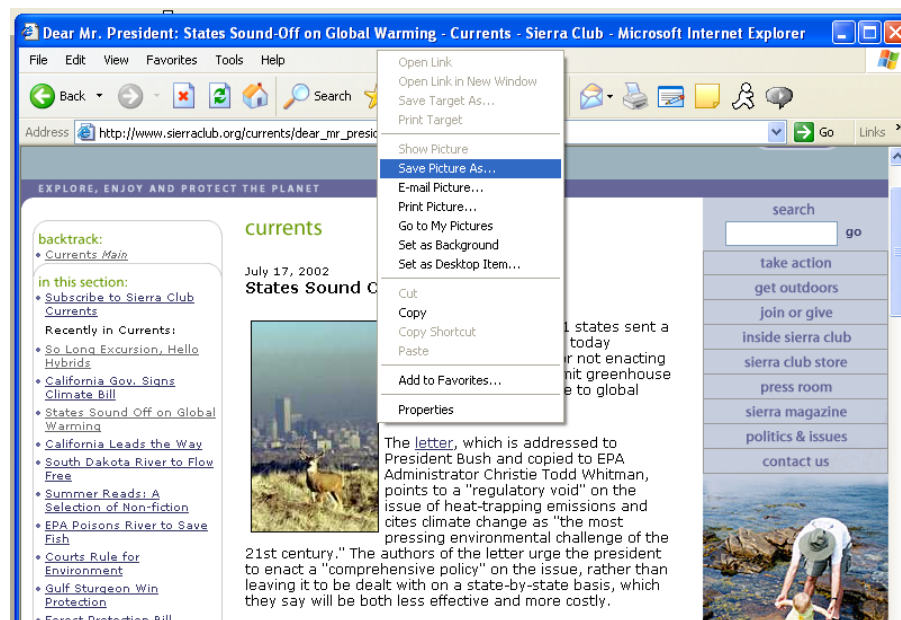 Dear Mr. President: States Sound-Off on Global Warming - Currents - Sierra Club - Microsoft Internet Explorer
File Edit View Favorites Tools Help
Back Search
Address http://www.sierraclub.org/currents/dear_mr_presid Go Links
EXPLORE, ENJOY AND PROTECT THE PLANET
backtrack:
Currents Main
in this section:
Subscribe to Sierra Club
Currents
Recently in Currents:
So Long Excursion, Hello
Hybrids
California Gov. Signs
Climate Bill
States Sound Off on Global
Warming
California Leads the Way
South Dakota River to Flow
Free
Summer Reads: A
Selection of Non-fiction
EPA Poisons River to Save
Fish
Courts Rule for
Environment
Gulf Sturgeon Win
Protection
Forest Protection Bill
currents
July 17, 2002
States Sound O
1 states sent a
today
r not enacting
mit greenhouse
e to global
The letter, which is addressed to
President Bush and copied to EPA
Administrator Christie Todd Whitman,
points to a "regulatory void" on the
issue of heat-trapping emissions and
cites climate change as "the most
pressing environmental challenge of the
21st century." The authors of the letter urge the president
to enact a "comprehensive policy" on the issue, rather than
leaving it to be dealt with on a state-by-state basis, which
they say will be both less effective and more costly.
Open Link
Open Link in New Window
Save Target As...
Print Target
Show Picture
Save Picture As...
E-mail Picture...
Print Picture...
Go to My Pictures
Set as Background
Set as Desktop Item...
Cut
Copy
Copy Shortcut
Paste
Add to Favorites...
Properties
search
go
take action
get outdoors
join or give
inside sierra club
sierra club store
press room
sierra magazine
politics & issues
contact us